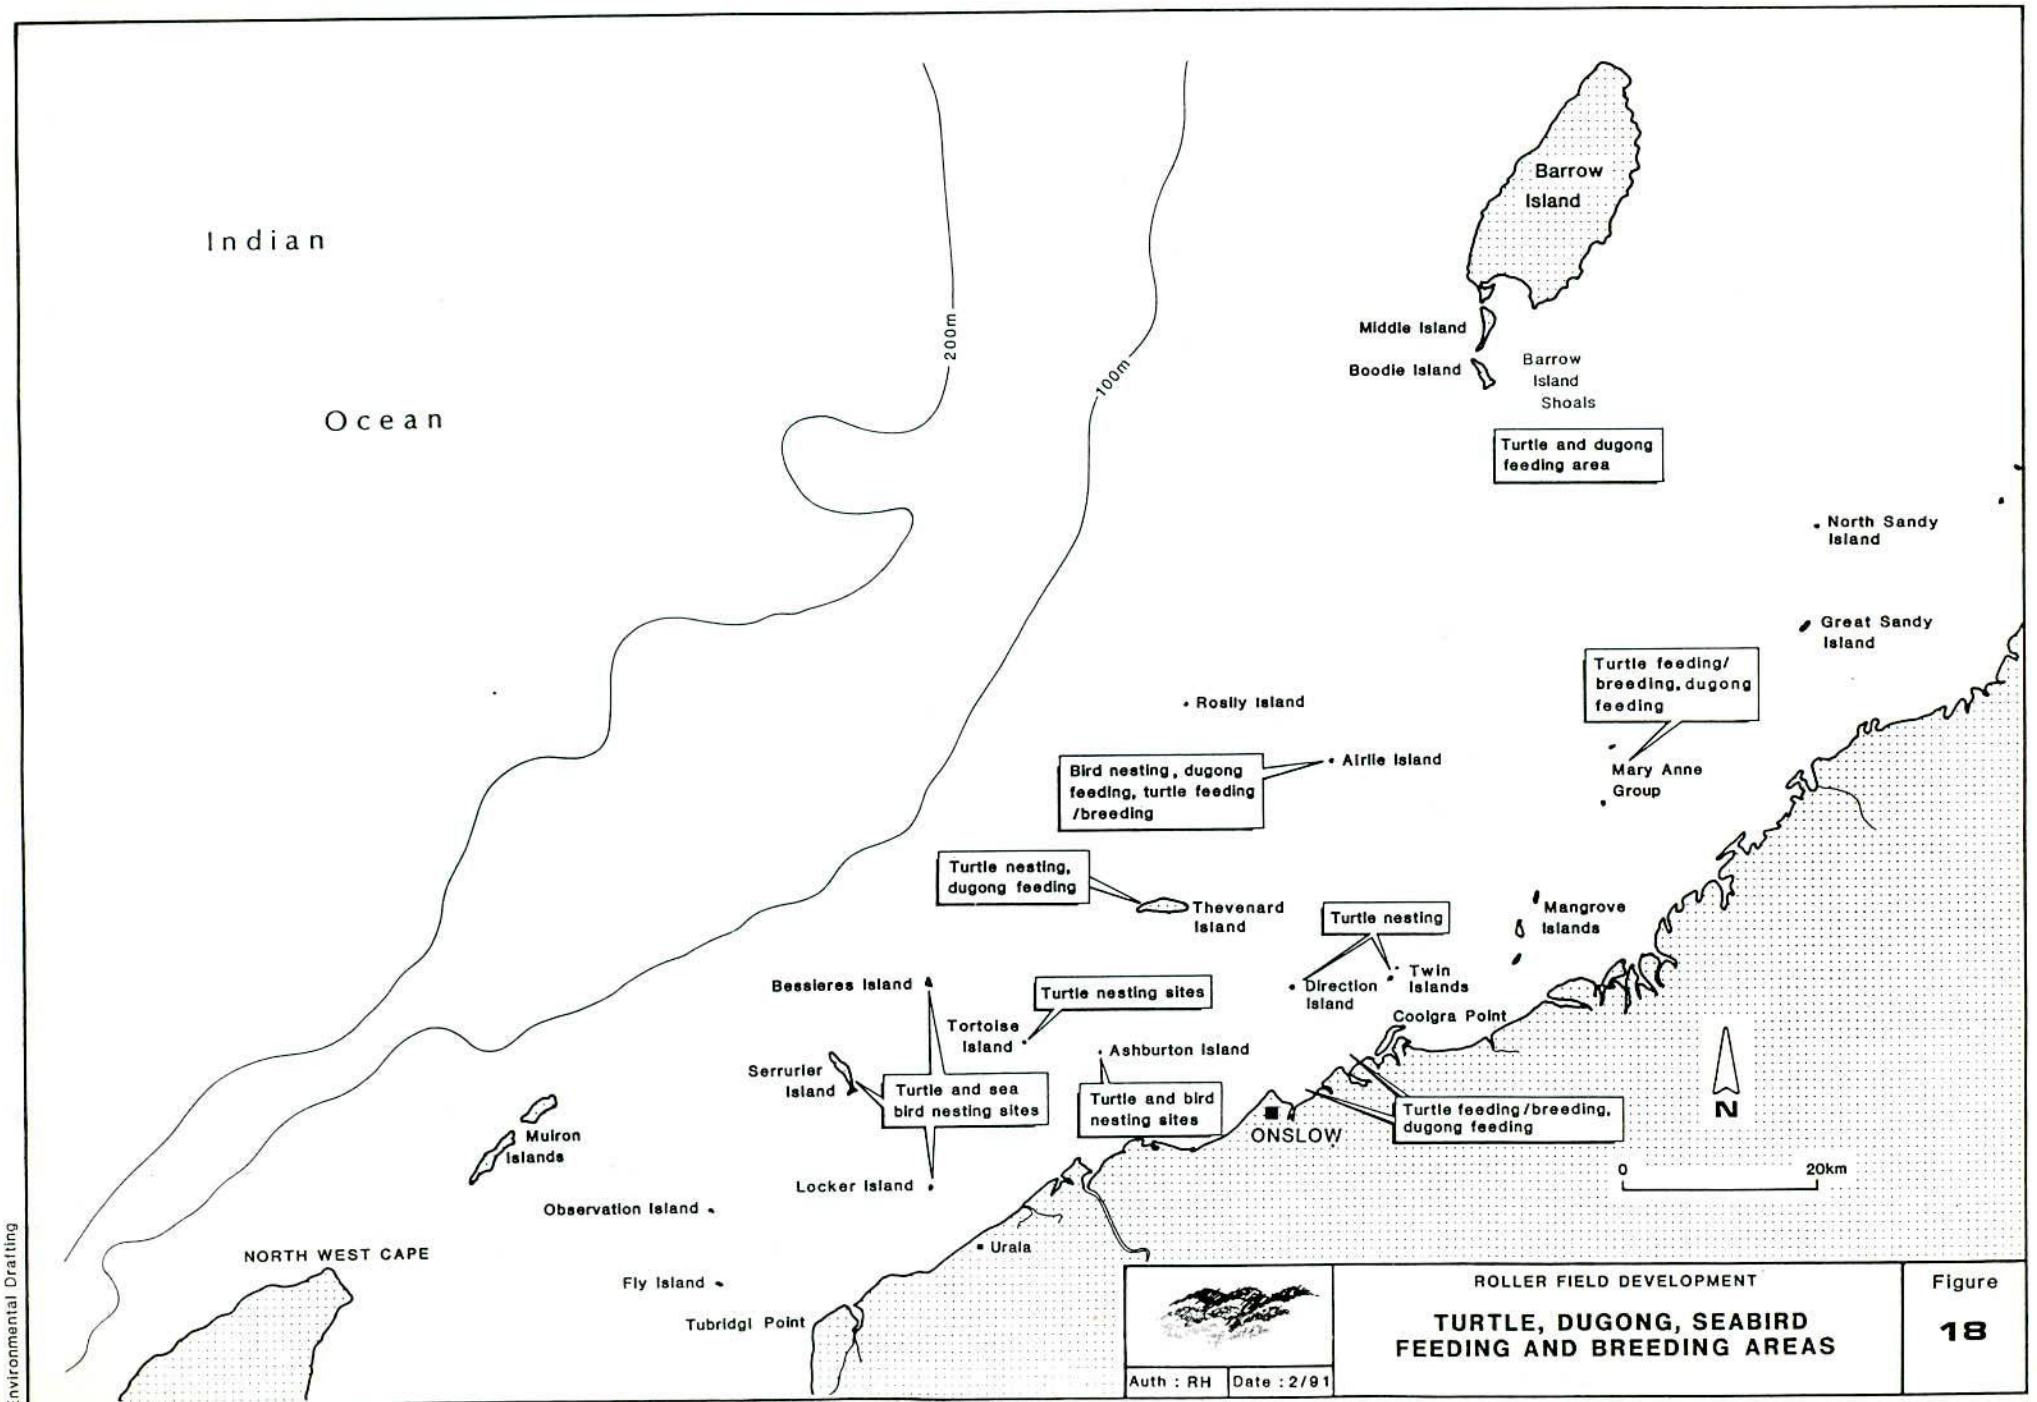 Barrow
Island
Indian
200m
Middle Island
100m
Boodie Island
Barrow
Island
Shoals
Ocean
Turtle and dugong
feeding area
North Sandy
Island
Great Sandy
Island
Turtle feeding/
breeding, dugong
feeding
Rosily Island
Airlie Island
Bird nesting, dugong
feeding, turtle feeding
/breeding
Mary Anne
Group
Turtle nesting,
dugong feeding
Thevenard
Island
Turtle nesting
Mangrove
Islands
Bessieres Island
Turtle nesting sites
Direction
Island
Twin
Islands
Coolgra Point
Tortoise
Island
Ashburton Island
Serrurier
Island
Turtle and sea
bird nesting sites
Turtle and bird
nesting sites
Turtle feeding/breeding,
dugong feeding
N
ONSLOW
Muiron
Islands
0 20km
Locker Island
Observation Island
Urala
NORTH WEST CAPE
Fly Island
Tubridgi Point
Environmental Drafting
ROLLER FIELD DEVELOPMENT
TURTLE, DUGONG, SEABIRD
FEEDING AND BREEDING AREAS
Figure
18
Auth : RH
Date : 2/91